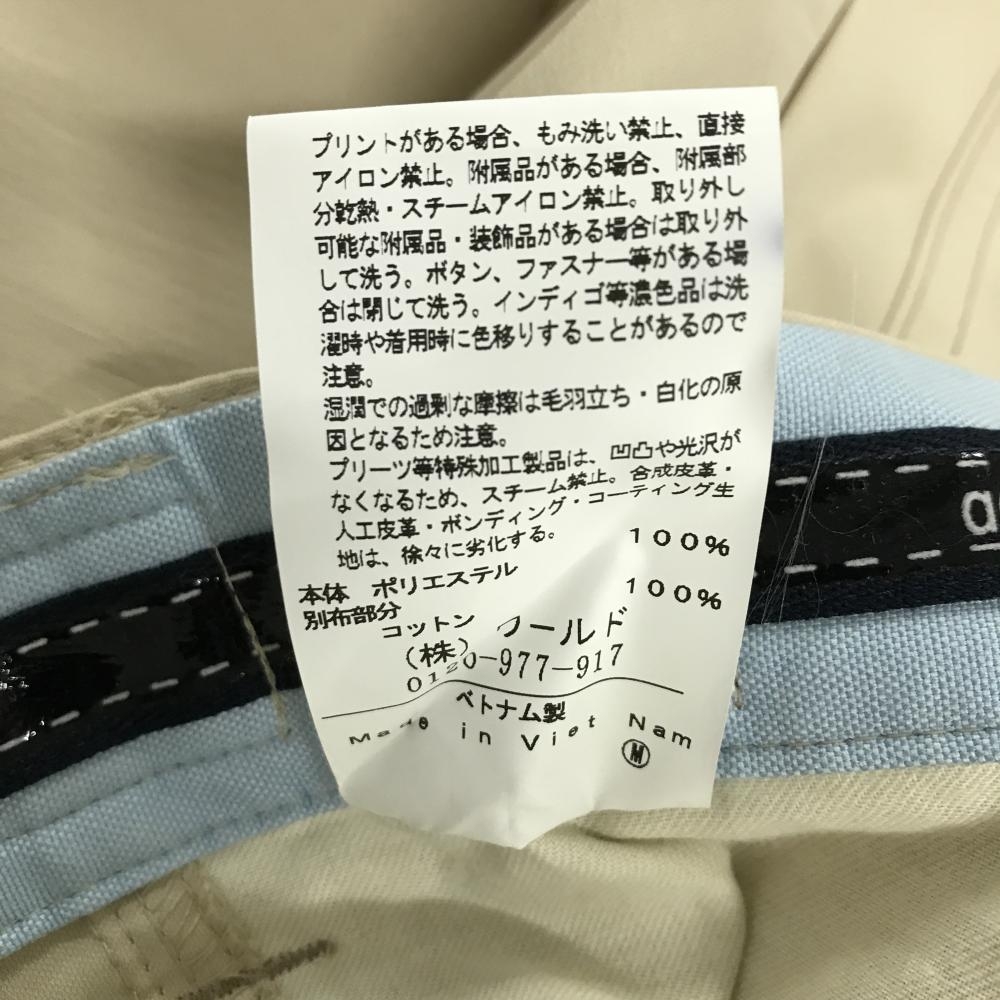 プリントがある場合、もみ洗い禁止、直接
アイロン禁止。附属品がある場合、附属部
分乾熱・スチームアイロン禁止。取り外し
可能な附属品・装飾品がある場合は取り外
して洗う。ボタン、ファスナー等がある場
合は閉じて洗う。インディゴ等濃色品は洗
濯時や着用時に色移りすることがあるので
注意。
湿潤での過剰な摩擦は毛羽立ち・白化の原
因となるため注意。
プリーツ等特殊加工製品は、凹凸や光沢が
なくなるため、スチーム禁止。合成皮革・
人工皮革・ボンディング・コーティング生
地は、徐々に劣化する。
本体 ポリエステル 100%
別布部分
コットン 100%
(株) ワールド
0120-977-917
ベトナム製
Made in Viet Nam
M